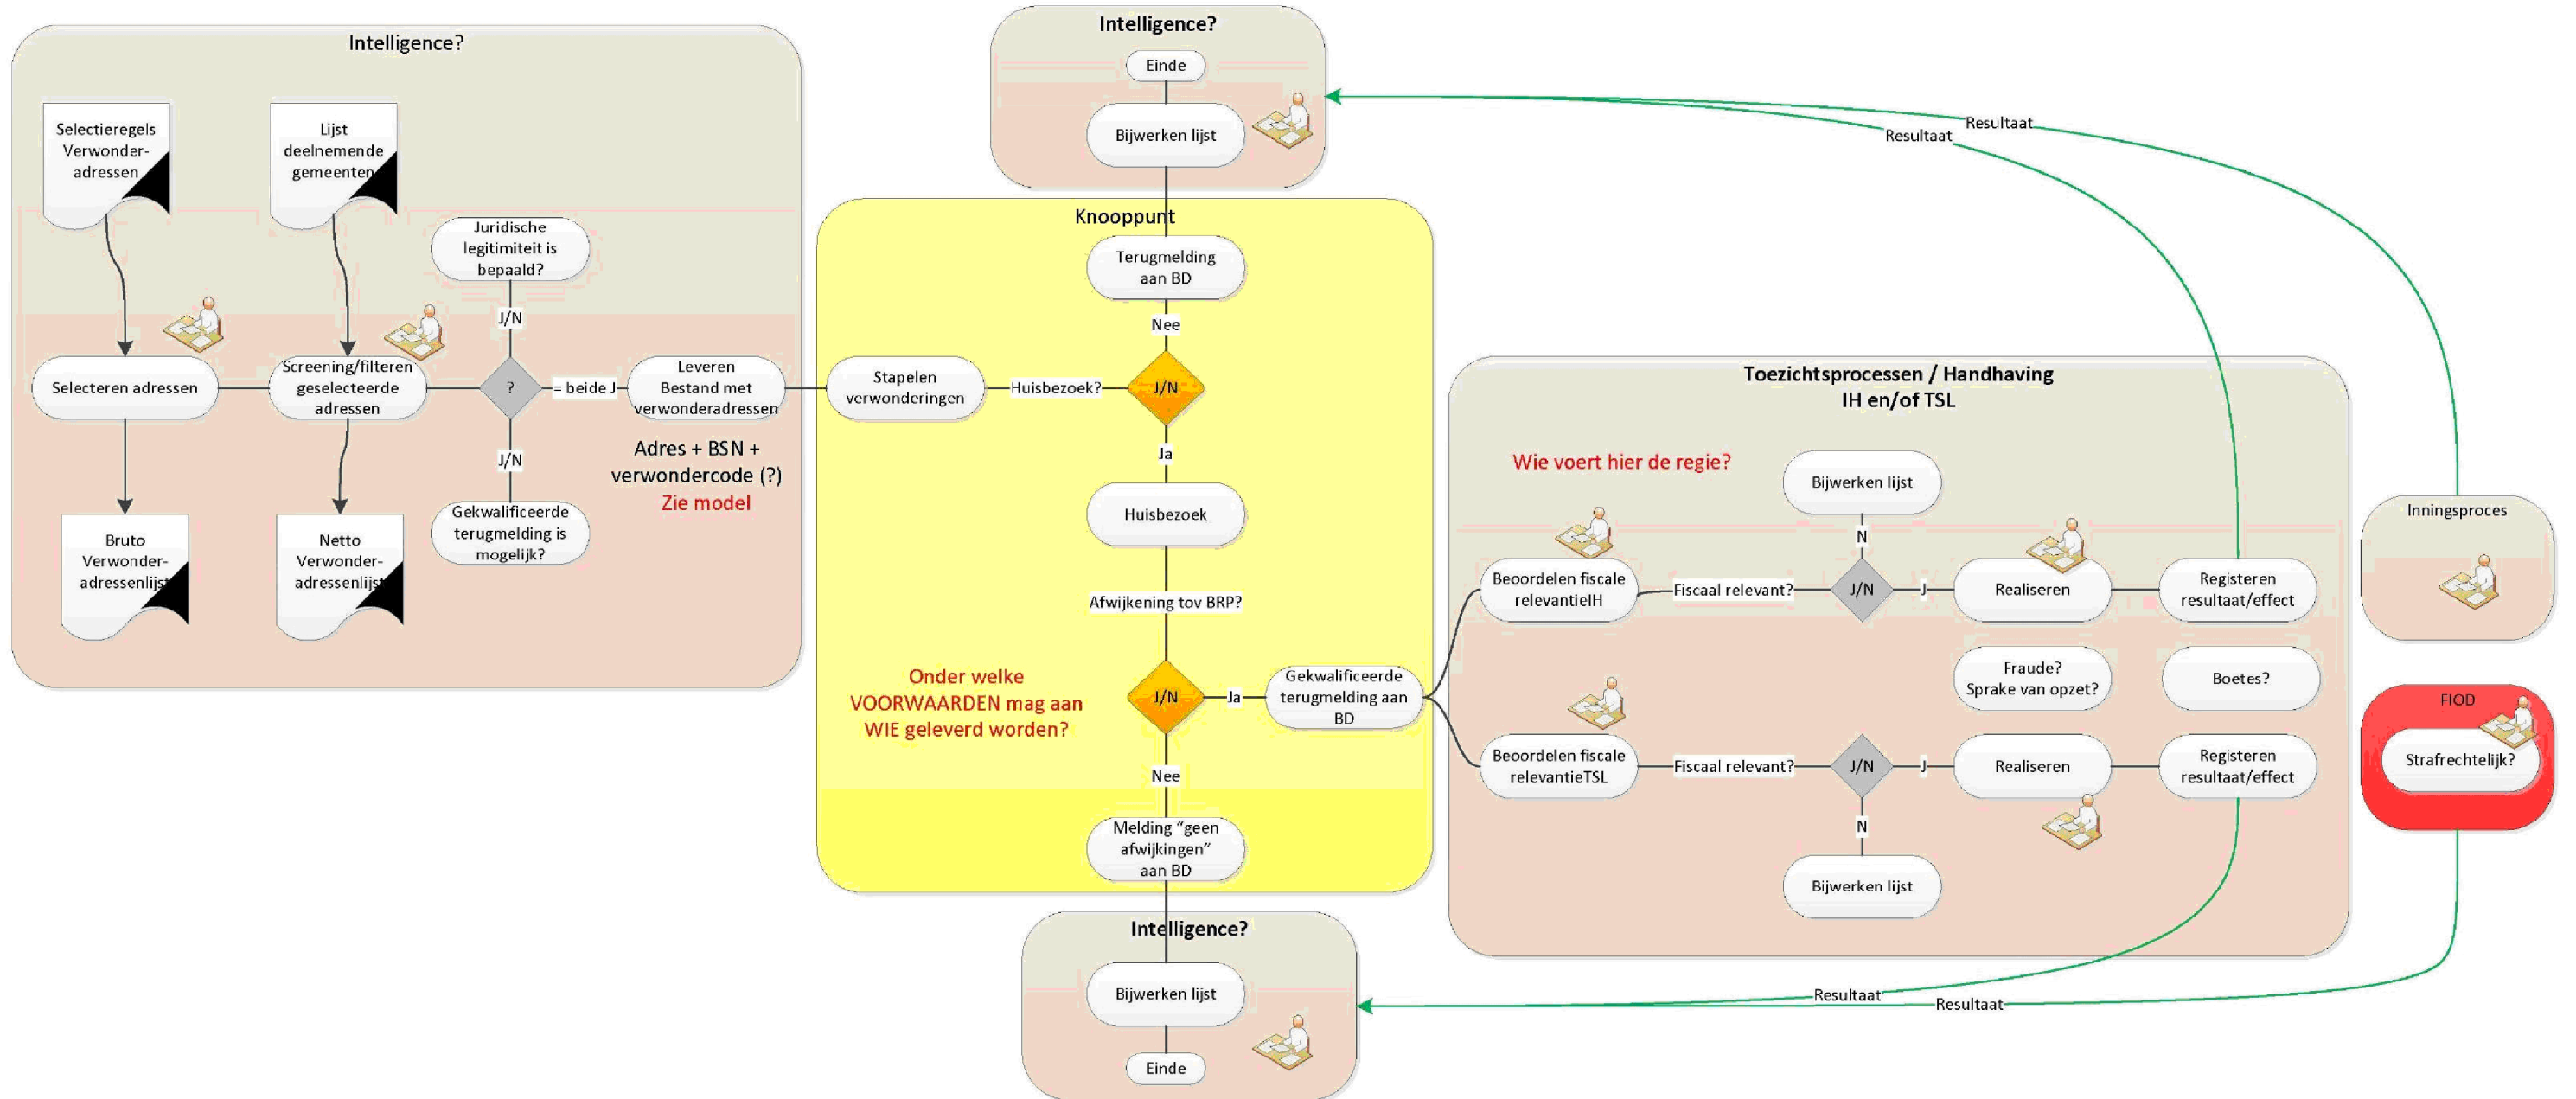 Intelligence?
Selectieregels
Verwonder-
adressen
Lijst
deelnemende
gemeenten
Juridische
legitimiteit is
bepaald?
J/N
Selecteren adressen
Screening/filteren
geselecteerde
adressen
?
= beide J
Leveren
Bestand met
verwonderadressen
Adres + BSN +
verwondercode (?)
Zie model
J/N
Gekwalificeerde
terugmelding is
mogelijk?
Bruto
Verwonder-
adressenlijst
Netto
Verwonder-
adressenlijst
Intelligence?
Einde
Bijwerken lijst
Knooppunt
Terugmelding
aan BD
Nee
Stapelen
verwonderingen
Huisbezoek?
J/N
Ja
Huisbezoek
Afwijkening tov BRP?
Onder welke
VOORWAARDEN mag aan
WIE geleverd worden?
J/N
Ja
Gekwalificeerde
terugmelding aan
BD
Nee
Melding "geen
afwijkingen"
aan BD
Intelligence?
Bijwerken lijst
Einde
Resultaat
Resultaat
Toezichtsprocessen / Handhaving
IH en/of TSL
Wie voert hier de regie?
Bijwerken lijst
N
Beoordelen fiscale
relevantieIH
Fiscaal relevant?
J/N
J
Realiseren
Registeren
resultaat/effect
Fraude?
Sprake van opzet?
Boetes?
Beoordelen fiscale
relevantieTSL
Fiscaal relevant?
J/N
J
Realiseren
Registeren
resultaat/effect
N
Bijwerken lijst
Inningsproces
FIOD
Strafrechtelijk?
Resultaat
Resultaat